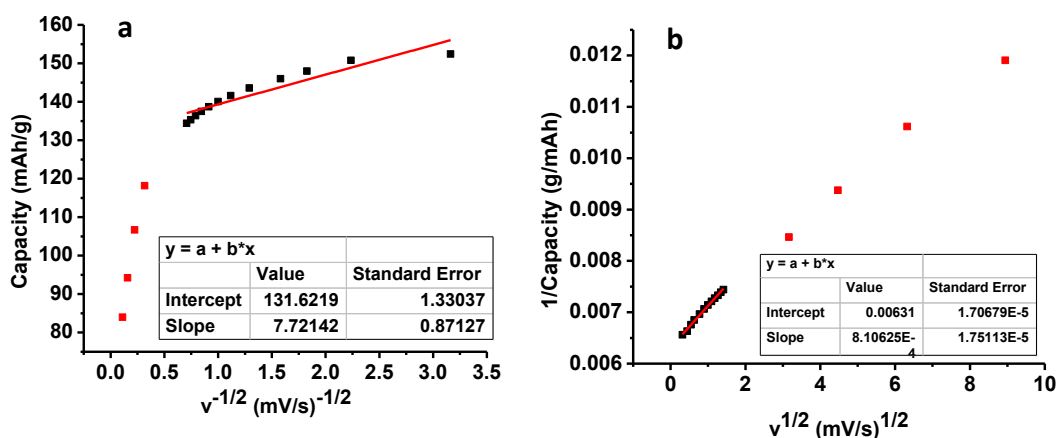 a
160
150
140
130
120
110
100
90
80
Capacity (mAh/g)
0.0 0.5 1.0 1.5 2.0 2.5 3.0 3.5
v-1/2 (mV/s)-1/2
y = a + b*x
Value Standard Error
Intercept 131.6219 1.33037
Slope 7.72142 0.87127
b
0.012
0.011
0.010
0.009
0.008
0.007
0.006
1/Capacity (g/mAh)
0 2 4 6 8 10
v1/2 (mV/s)1/2
y = a + b*x
Value Standard Error
Intercept 0.00631 1.70679E-5
Slope 8.10625E-4 1.75113E-5